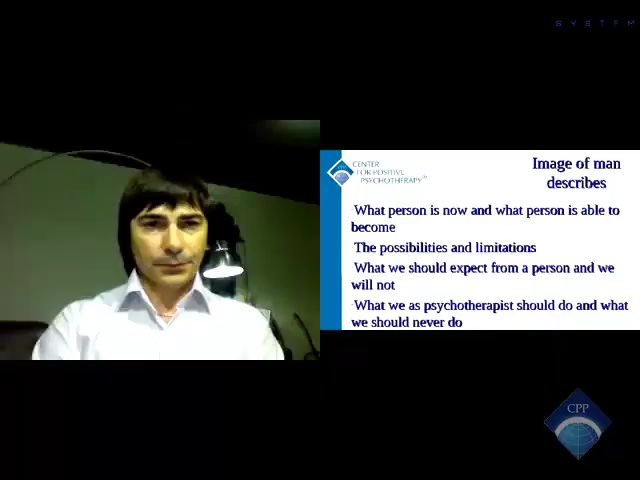 SYSTEM
CENTER
FOR POSITIVE
PSYCHOTHERAPY®
Image of man
describes
What person is now and what person is able to
become
The possibilities and limitations
What we should expect from a person and we
will not
What we as psychotherapist should do and what
we should never do
CPP